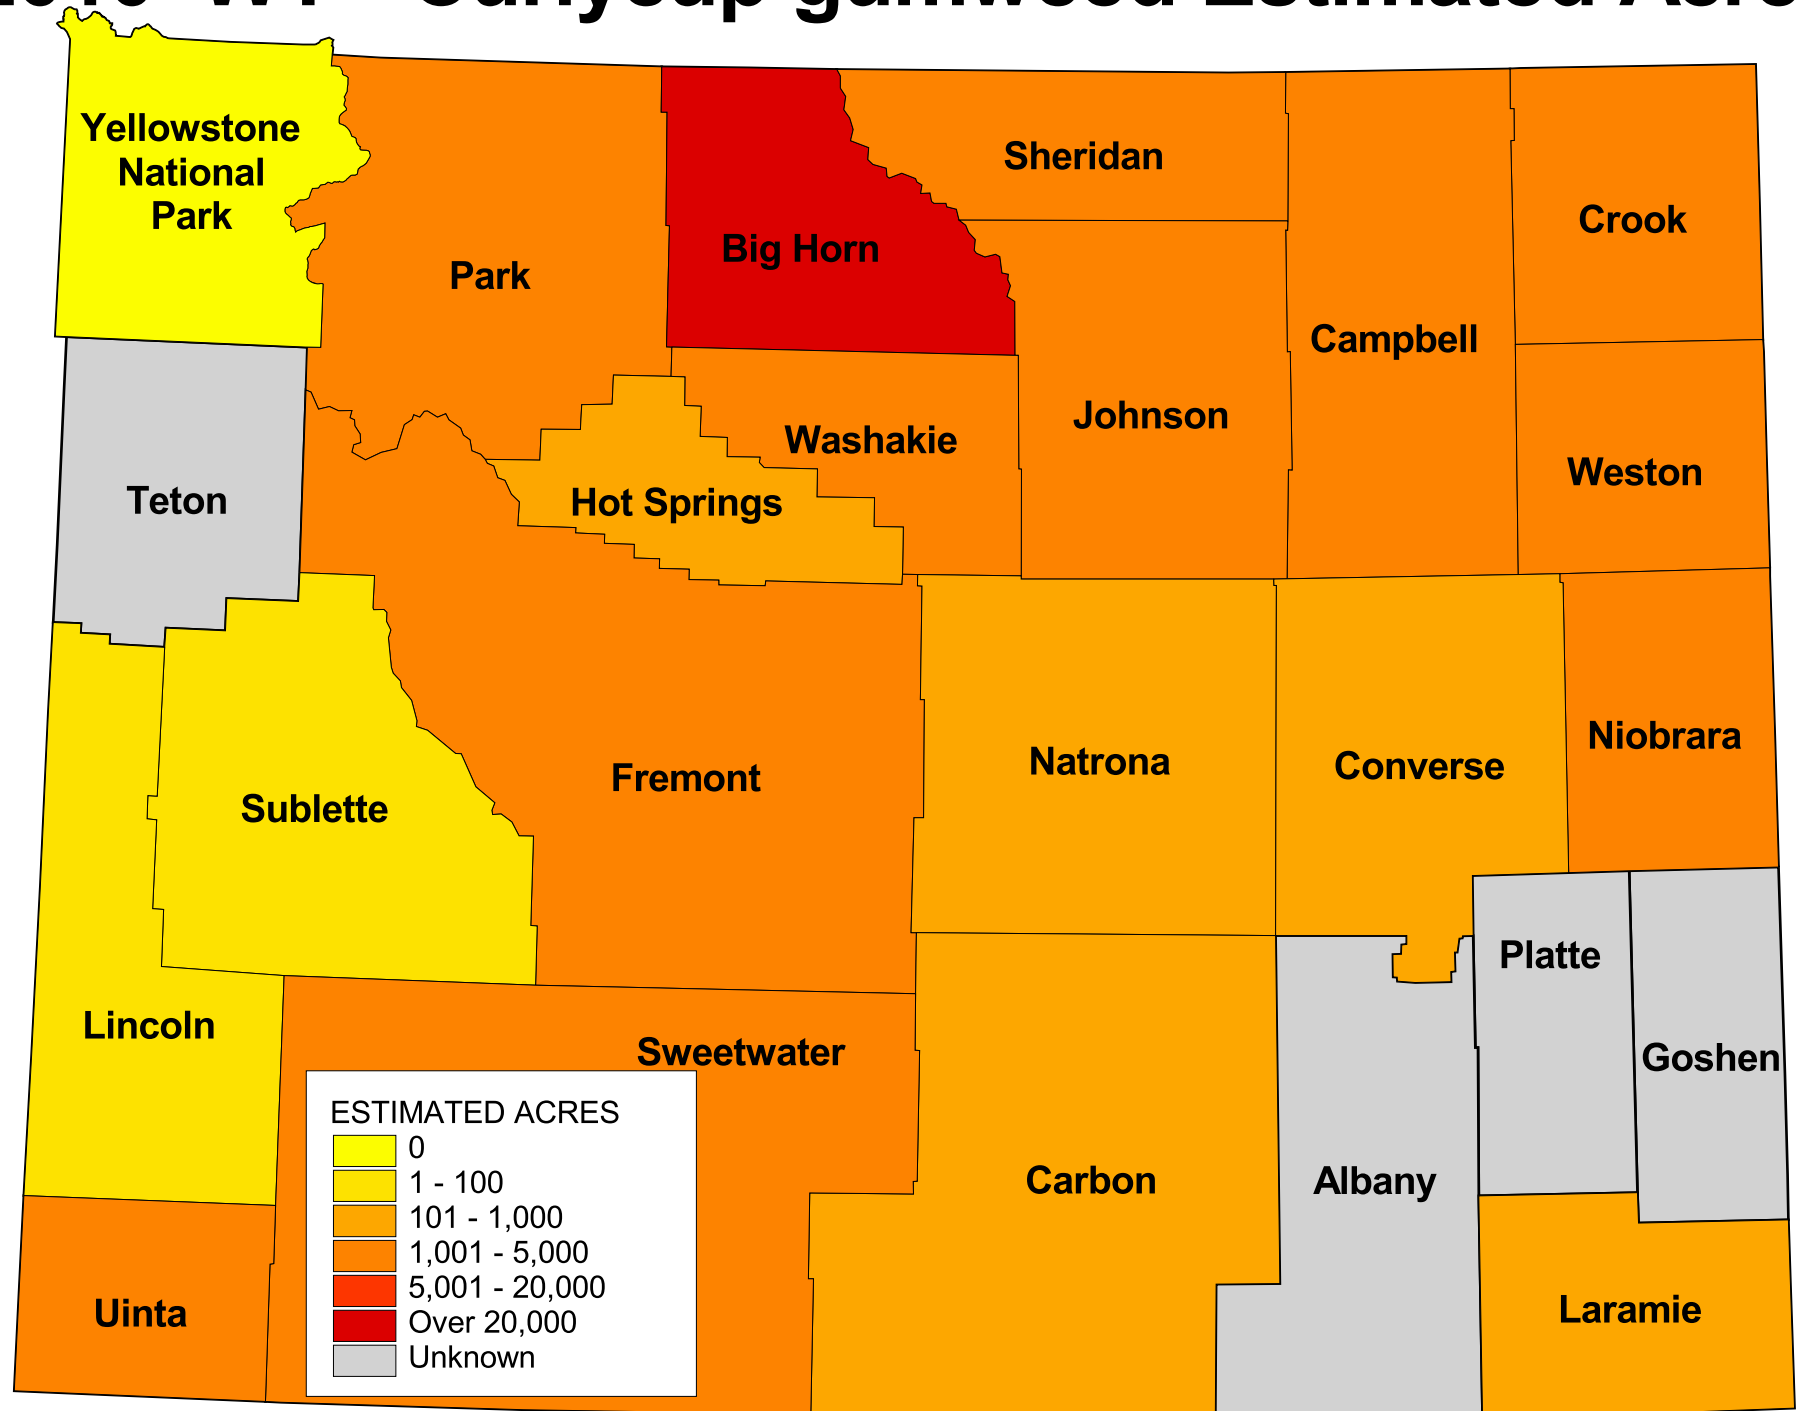 gumweed Estimated
Yellowstone
National
Park
Park
Big Horn
Sheridan
Crook
Campbell
Johnson
Washakie
Weston
Hot Springs
Teton
Fremont
Natrona
Converse
Niobrara
Sublette
Lincoln
Sweetwater
Platte
Goshen
Carbon
Albany
Uinta
Laramie
ESTIMATED ACRES
0
1 - 100
101 - 1,000
1,001 - 5,000
5,001 - 20,000
Over 20,000
Unknown